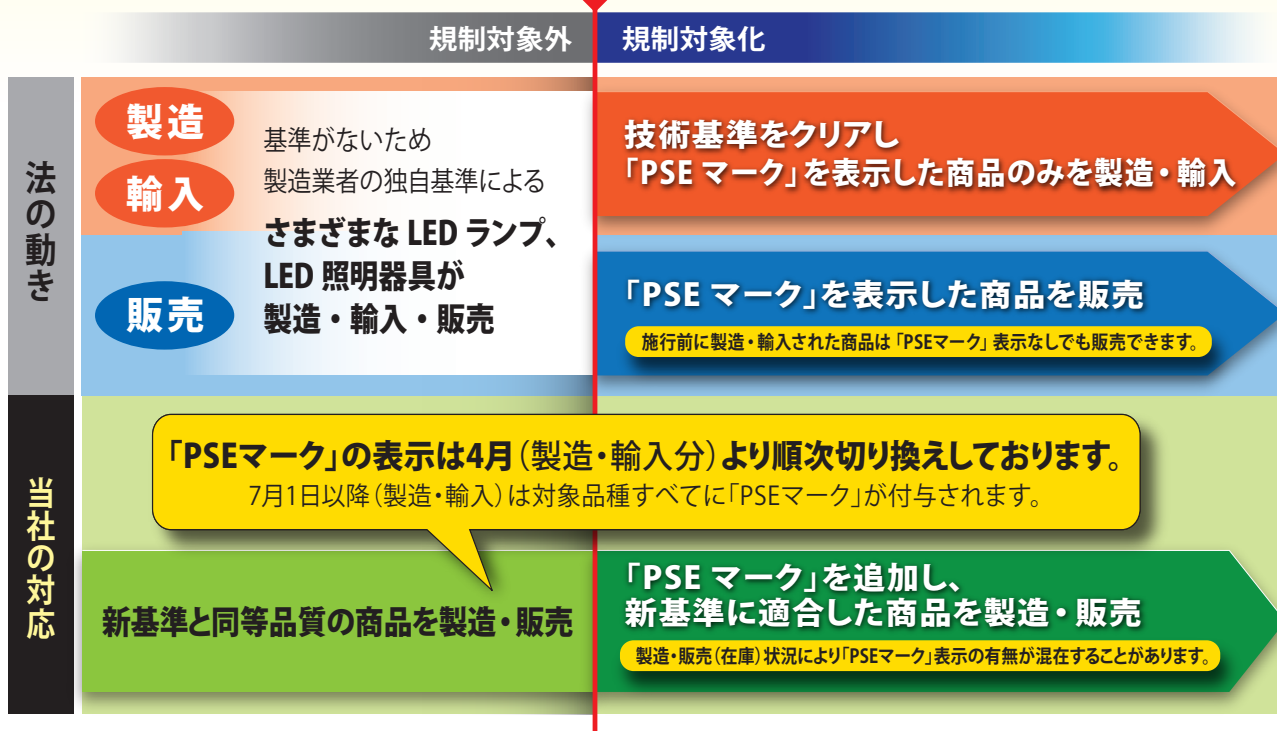 規制対象外
規制対象化
法の動き
製造
輸入
販売
基準がないため
製造業者の独自基準による
さまざまな LED ランプ、
LED 照明器具が
製造・輸入・販売
技術基準をクリアし
「PSE マーク」を表示した商品のみを製造・輸入
「PSE マーク」を表示した商品を販売
施行前に製造・輸入された商品は「PSEマーク」表示なしでも販売できます。
当社の対応
「PSEマーク」の表示は4月(製造・輸入分)より順次切り換えしております。
7月1日以降(製造・輸入)は対象品種すべてに「PSEマーク」が付与されます。
新基準と同等品質の商品を製造・販売
「PSE マーク」を追加し、
新基準に適合した商品を製造・販売
製造・販売(在庫)状況により「PSEマーク」表示の有無が混在することがあります。